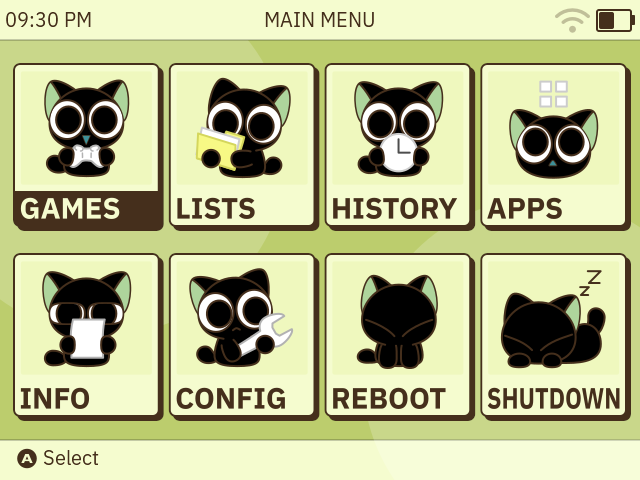 09:30 PM MAIN MENU
GAMES LISTS HISTORY APPS
z
z
INFO CONFIG REBOOT SHUTDOWN
A Select